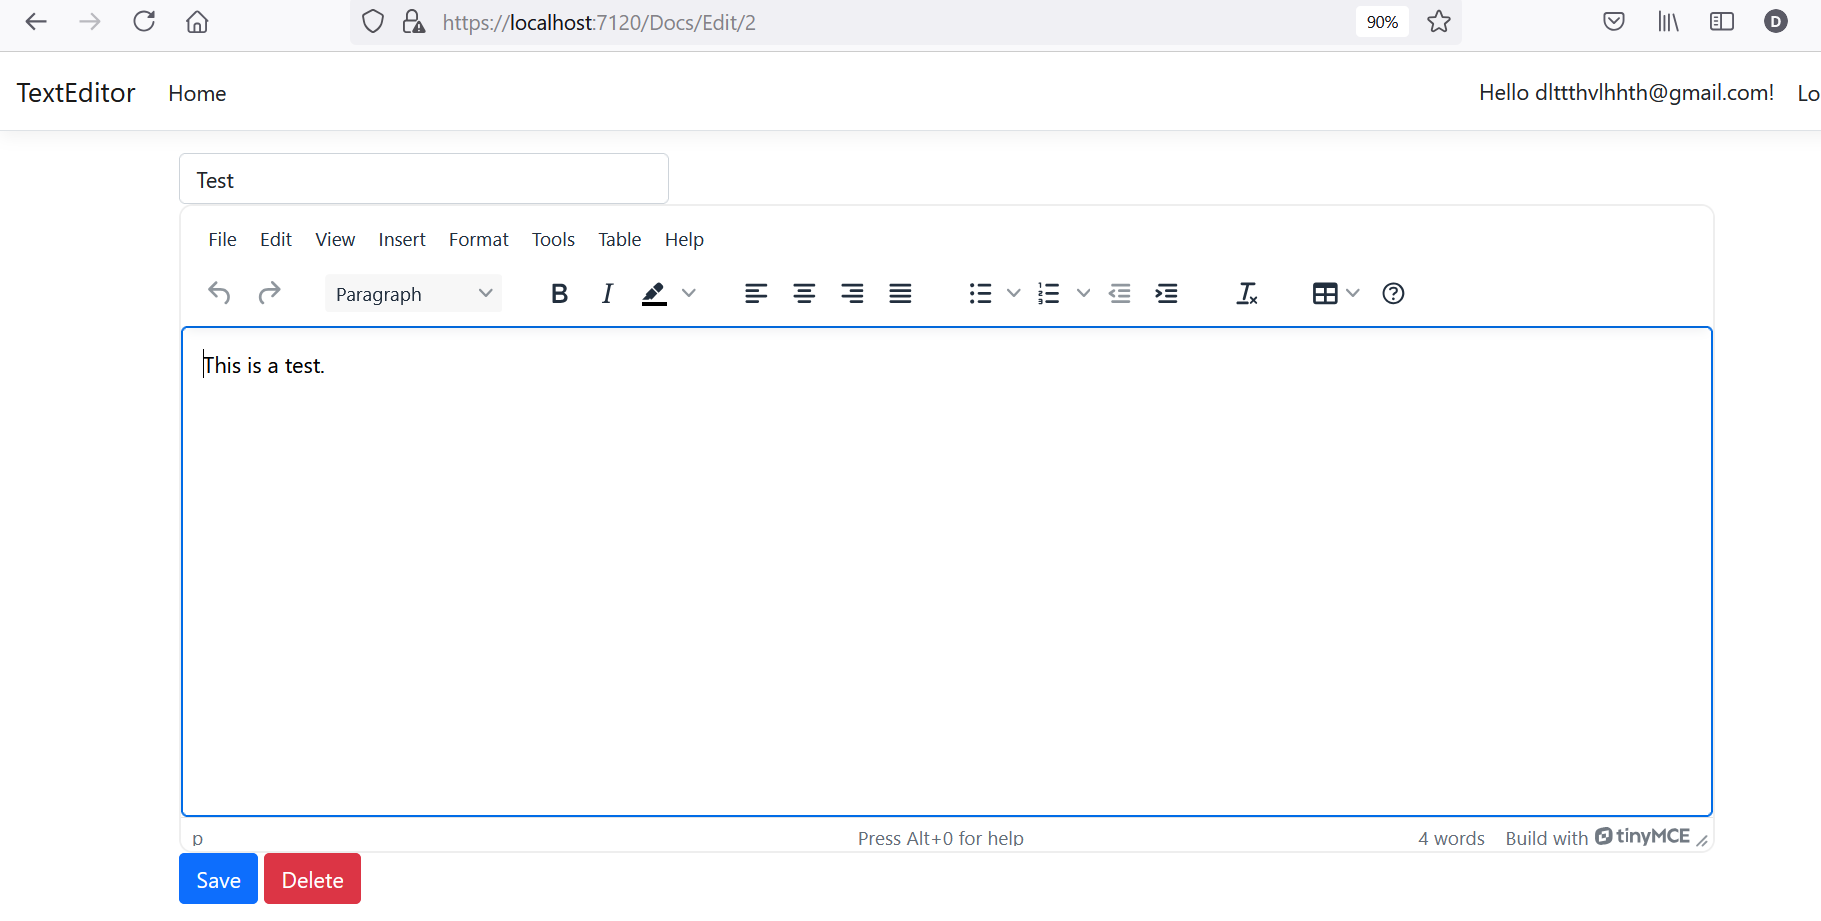 https://localhost:7120/Docs/Edit/2 90% D
TextEditor Home Hello dlttthvlhhth@gmail.com! Lo
Test
File Edit View Insert Format Tools Table Help
Paragraph B I
This is a test.
p Press Alt+0 for help 4 words Build with tinyMCE
Save Delete